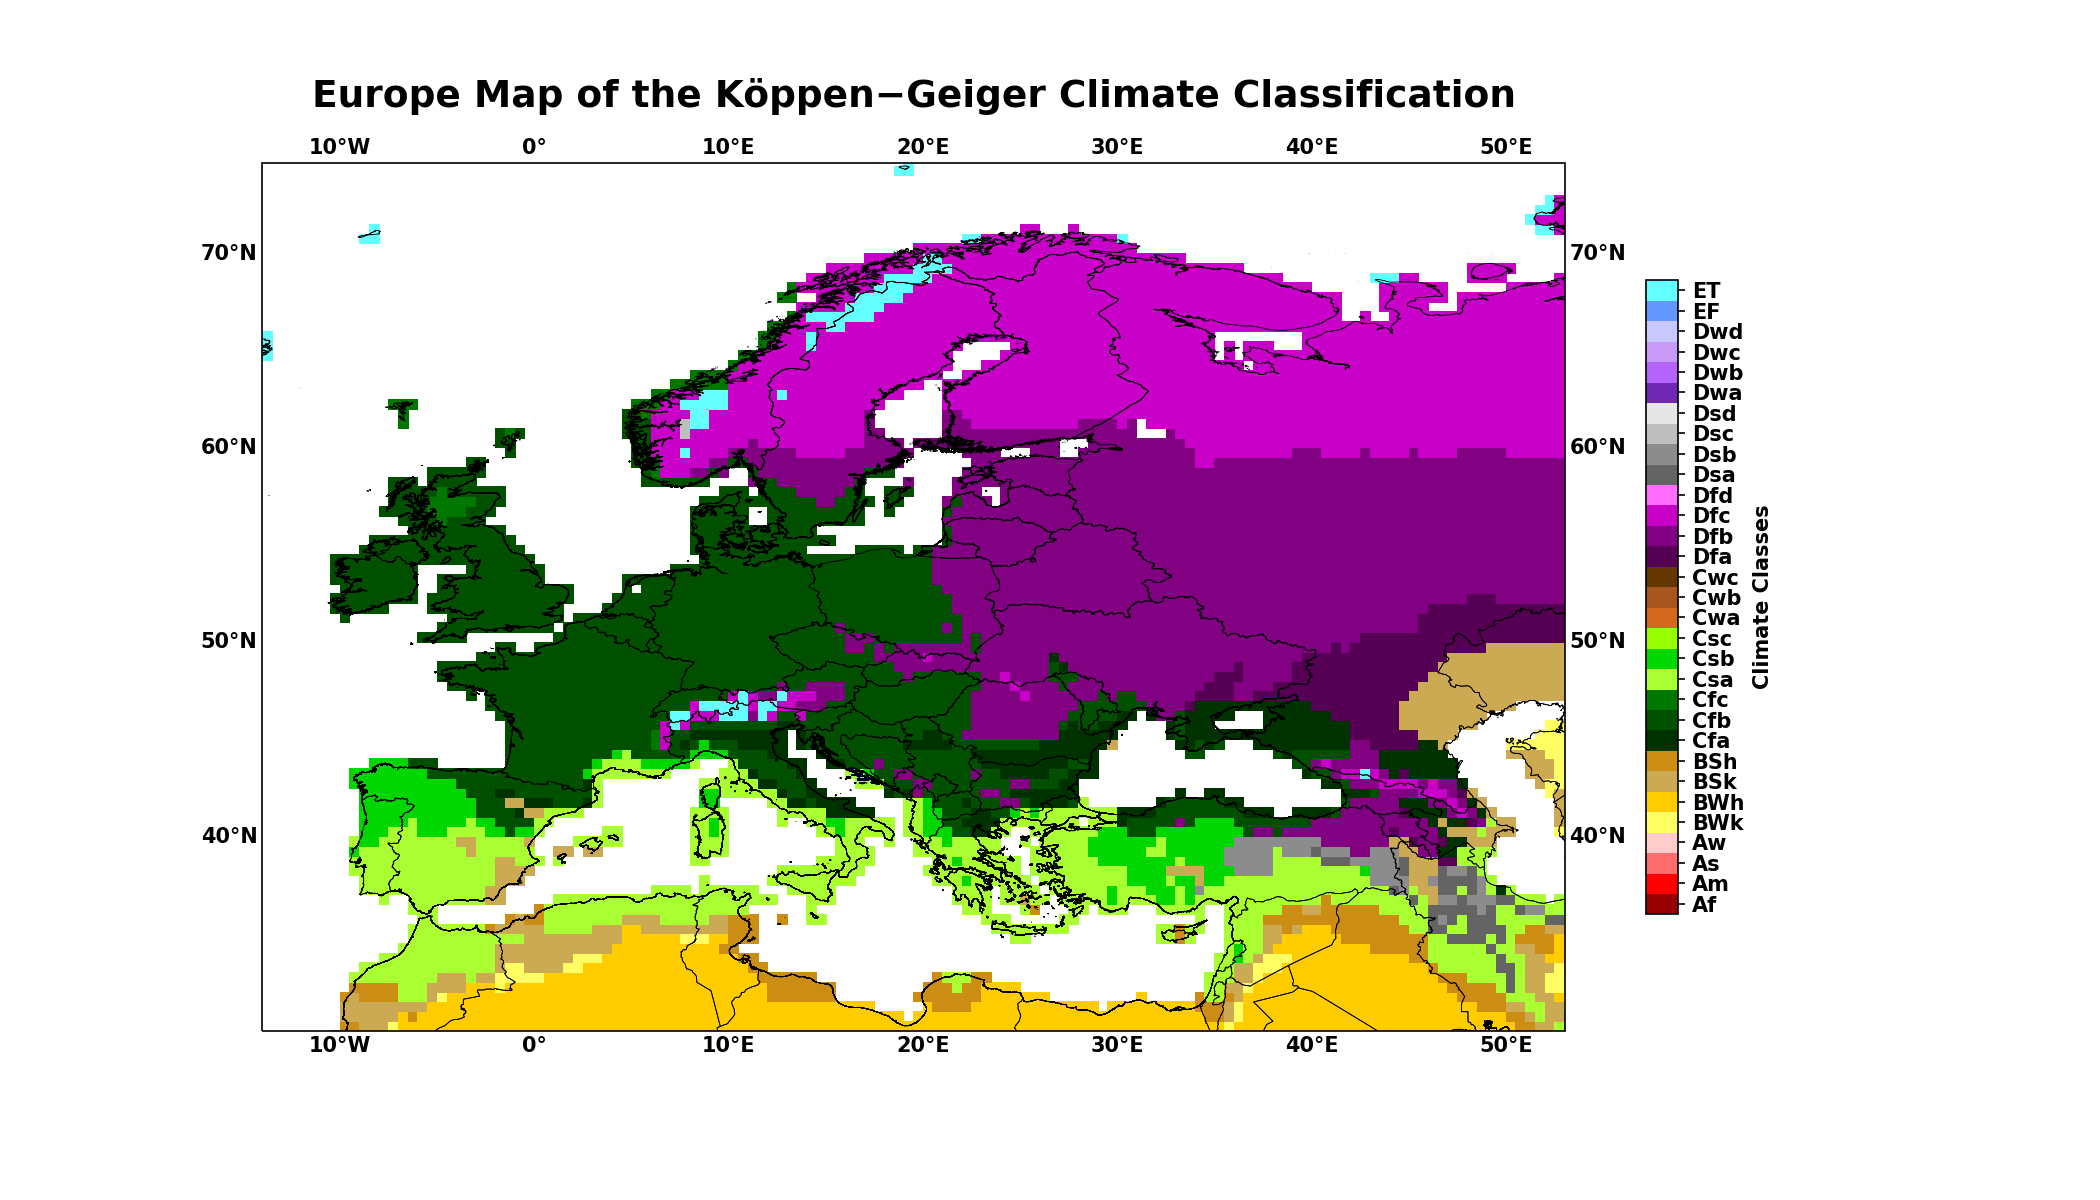 Europe Map of the Köppen−Geiger Climate Classification
10°W 0° 10°E 20°E 30°E 40°E 50°E
70°N 70°N
60°N 60°N
50°N 50°N
40°N 40°N
10°W 0° 10°E 20°E 30°E 40°E 50°E
ET
EF
Dwd
Dwc
Dwb
Dwa
Dsd
Dsc
Dsb
Dsa
Dfd
Dfc
Dfb
Dfa
Cwc
Cwb
Cwa
Csc
Csb
Csa
Cfc
Cfb
Cfa
BSh
BSk
BWh
BWk
Aw
As
Am
Af
Climate Classes